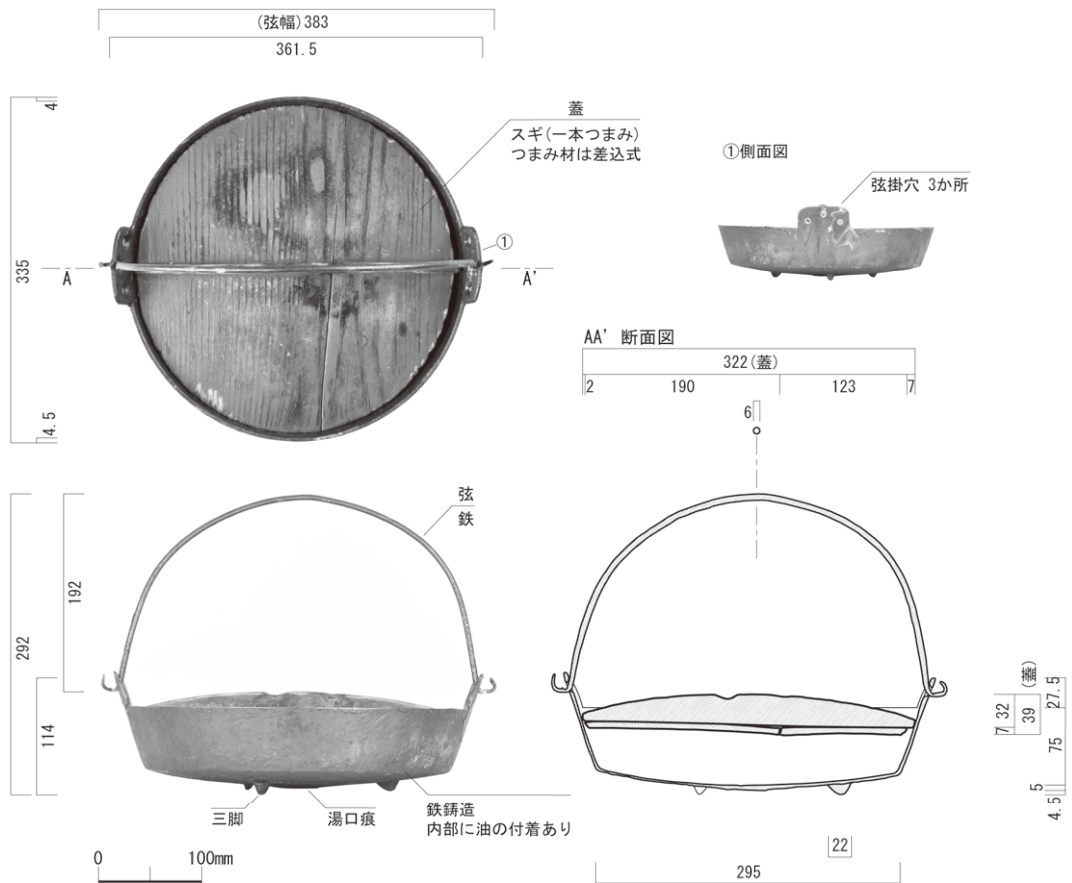 (弦幅)383
361.5
4
335
4.5
A
A'
①
蓋
スギ(一本つまみ)
つまみ材は差込式
①側面図
弦掛穴 3か所
AA' 断面図
322(蓋)
2
190
123
7
6
292
192
114
弦
鉄
三脚
湯口痕
鉄鋳造
内部に油の付着あり
0
100mm
(蓋)
7
32
39
27.5
75
5
4.5
22
295